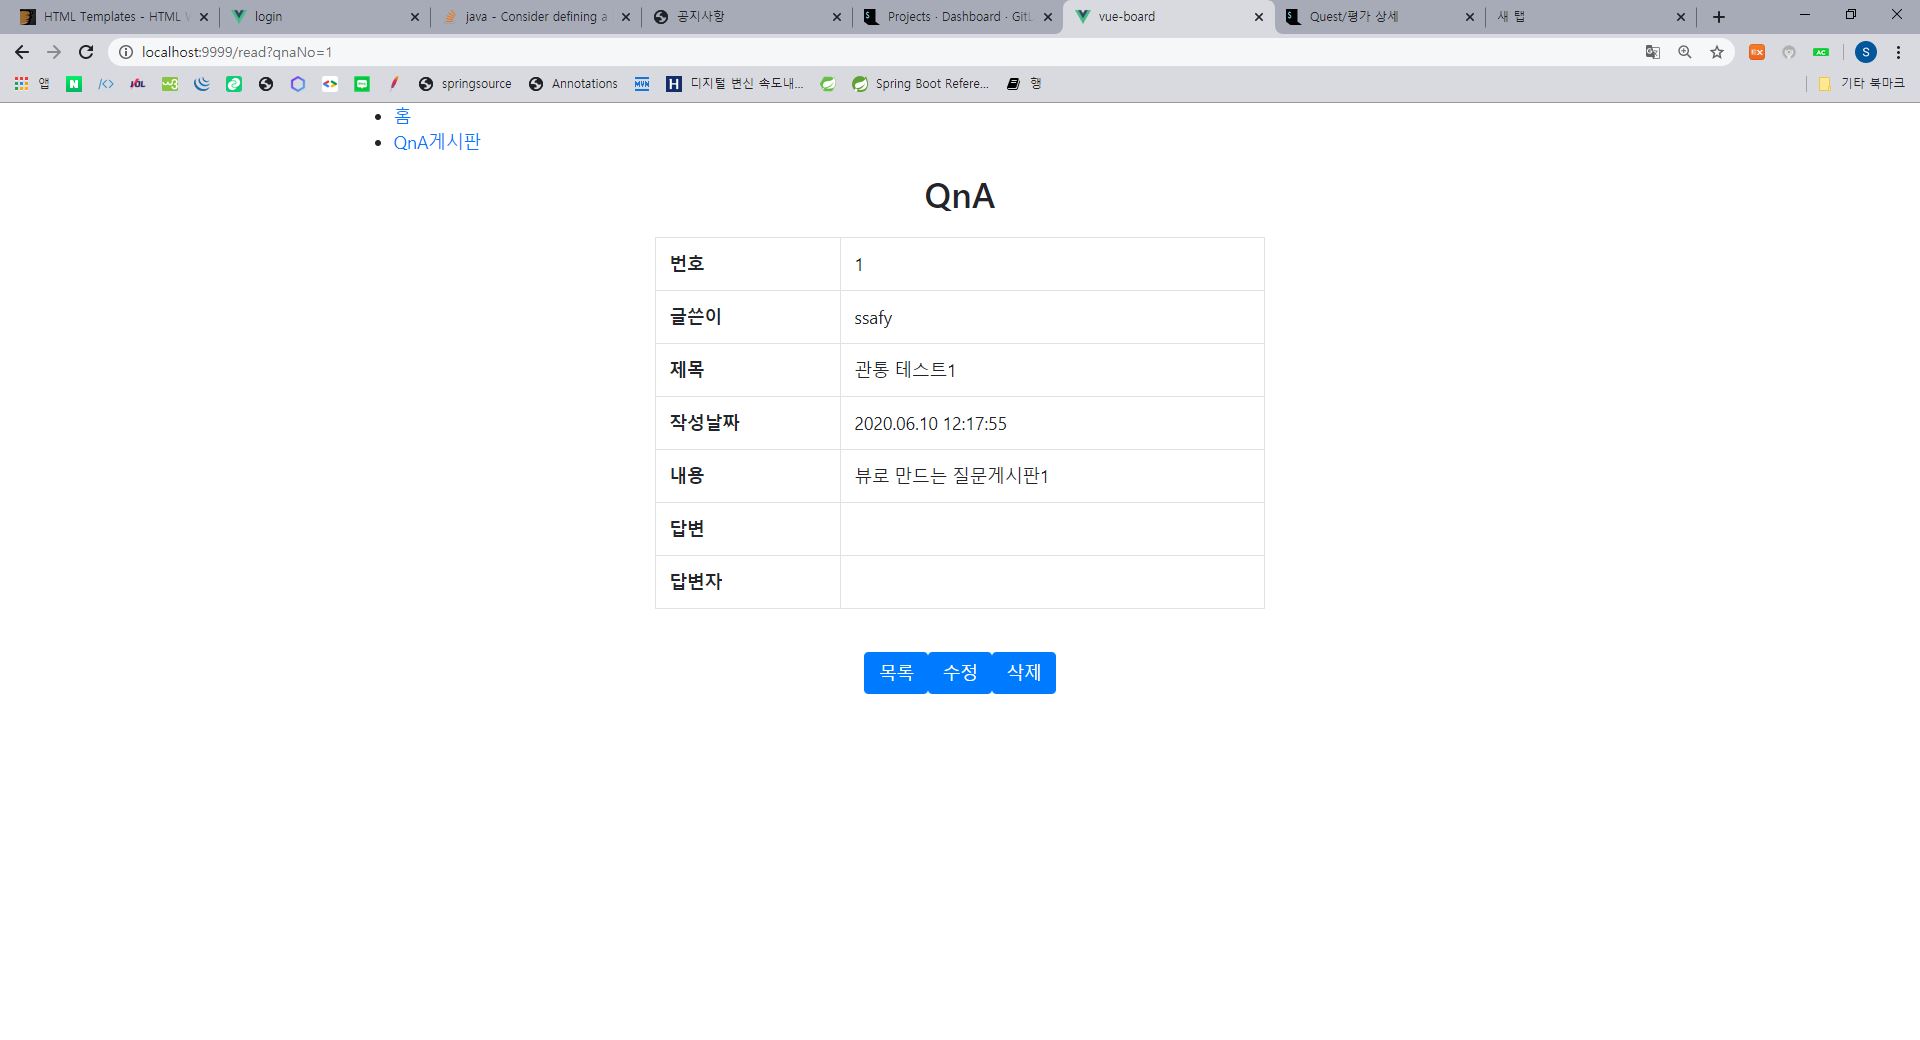 HTML Templates - HTML W
login
java - Consider defining a
공지사항
Projects · Dashboard · GitL
vue-board
Quest/평가 상세
새 탭
localhost:9999/read?qnaNo=1
AC
S
앱
N
springsource
Annotations
MVN
H
디지털 변신 속도내...
Spring Boot Refere...
행
기타 북마크
홈
QnA게시판
QnA
번호 1
글쓴이 ssafy
제목 관통 테스트1
작성날짜 2020.06.10 12:17:55
내용 뷰로 만드는 질문게시판1
답변
답변자
목록 수정 삭제